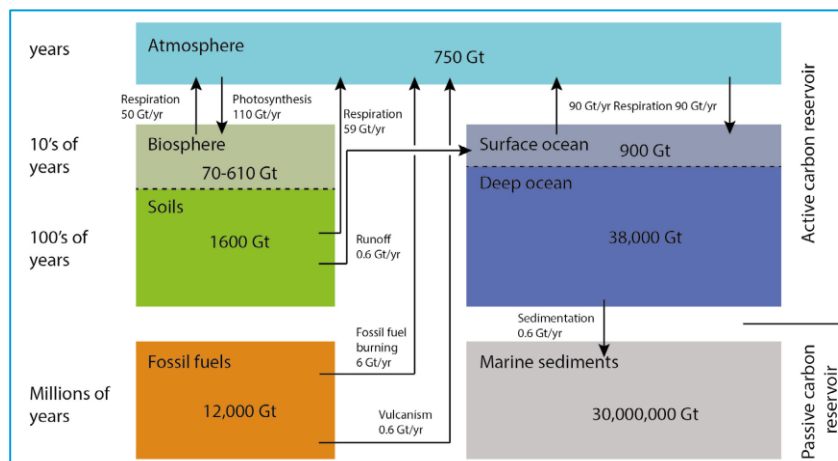 years
Atmosphere
750 Gt
Respiration
50 Gt/yr
Photosynthesis
110 Gt/yr
Respiration
59 Gt/yr
90 Gt/yr Respiration 90 Gt/yr
10's of
years
Biosphere
70-610 Gt
Surface ocean
900 Gt
Deep ocean
38,000 Gt
Soils
1600 Gt
100's of
years
Runoff
0.6 Gt/yr
Active carbon reservoir
Sedimentation
0.6 Gt/yr
Fossil fuel
burning
6 Gt/yr
Fossil fuels
12,000 Gt
Marine sediments
30,000,000 Gt
Millions of
years
Vulcanism
0.6 Gt/yr
Passive carbon
reservoir